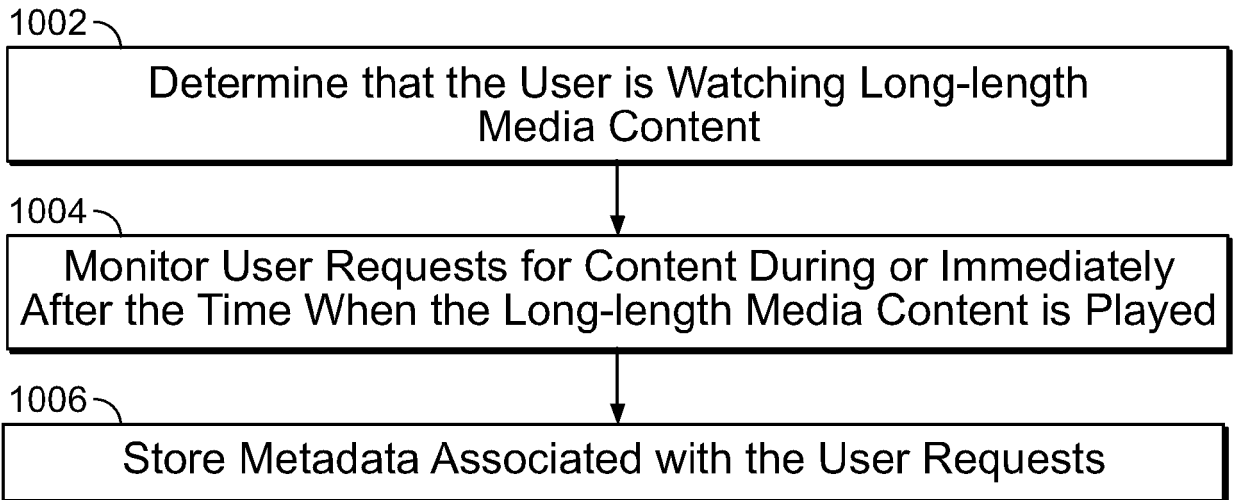 1002
Determine that the User is Watching Long-length
Media Content
1004
Monitor User Requests for Content During or Immediately
After the Time When the Long-length Media Content is Played
1006
Store Metadata Associated with the User Requests